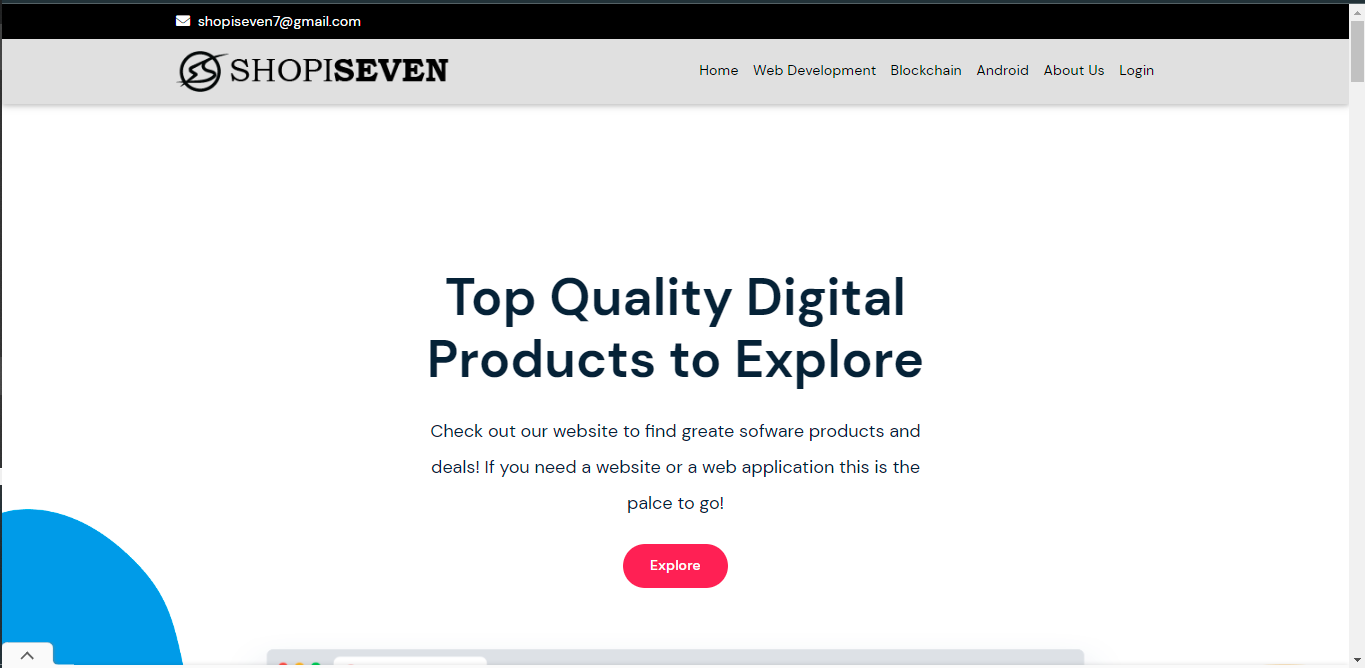 shopiseven7@gmail.com
SHOPISEVEN
Home Web Development Blockchain Android About Us Login
Top Quality Digital
Products to Explore
Check out our website to find greate sofware products and
deals! If you need a website or a web application this is the
palce to go!
Explore